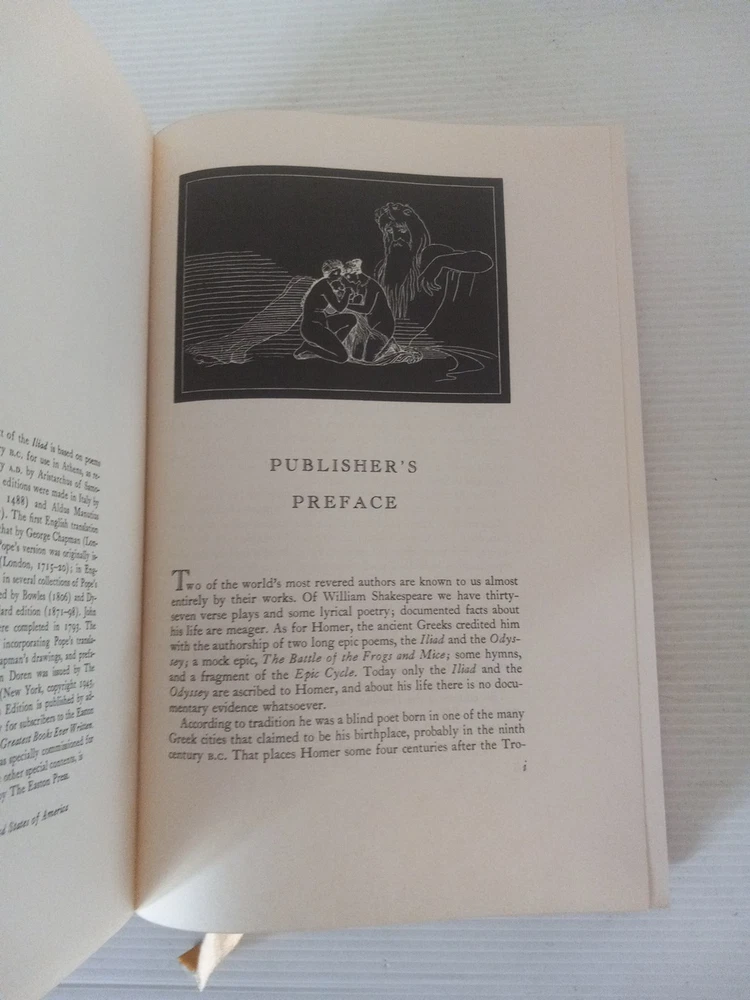 t of the Iliad is based on poems
y B.C. for use in Athens, as re-
y A.D. by Aristarchus of Samo-
editions were made in Italy by
1488) and Aldus Manutius
). The first English translation
that by George Chapman (Lon-
Pope's version was originally is-
(London, 1715-20); in Eng-
in several collections of Pope's
ed by Bowles (1806) and Dy-
lard edition (1871-98). John
ere completed in 1793. The
incorporating Pope's transla-
apman's drawings, and prefa-
n Doren was issued by The
(New York, copyright 1943,
Edition is published by ad-
y for subscribers to the Easton
Greatest Books Ever Written.
as specially commissioned for
other special contents, is
by The Easton Press.
d States of America
PUBLISHER'S
PREFACE
Two of the world's most revered authors are known to us almost
entirely by their works. Of William Shakespeare we have thirty-
seven verse plays and some lyrical poetry; documented facts about
his life are meager. As for Homer, the ancient Greeks credited him
with the authorship of two long epic poems, the Iliad and the Odys-
sey; a mock epic, The Battle of the Frogs and Mice; some hymns,
and a fragment of the Epic Cycle. Today only the Iliad and the
Odyssey are ascribed to Homer, and about his life there is no docu-
mentary evidence whatsoever.
According to tradition he was a blind poet born in one of the many
Greek cities that claimed to be his birthplace, probably in the ninth
century B.C. That places Homer some four centuries after the Tro-
i